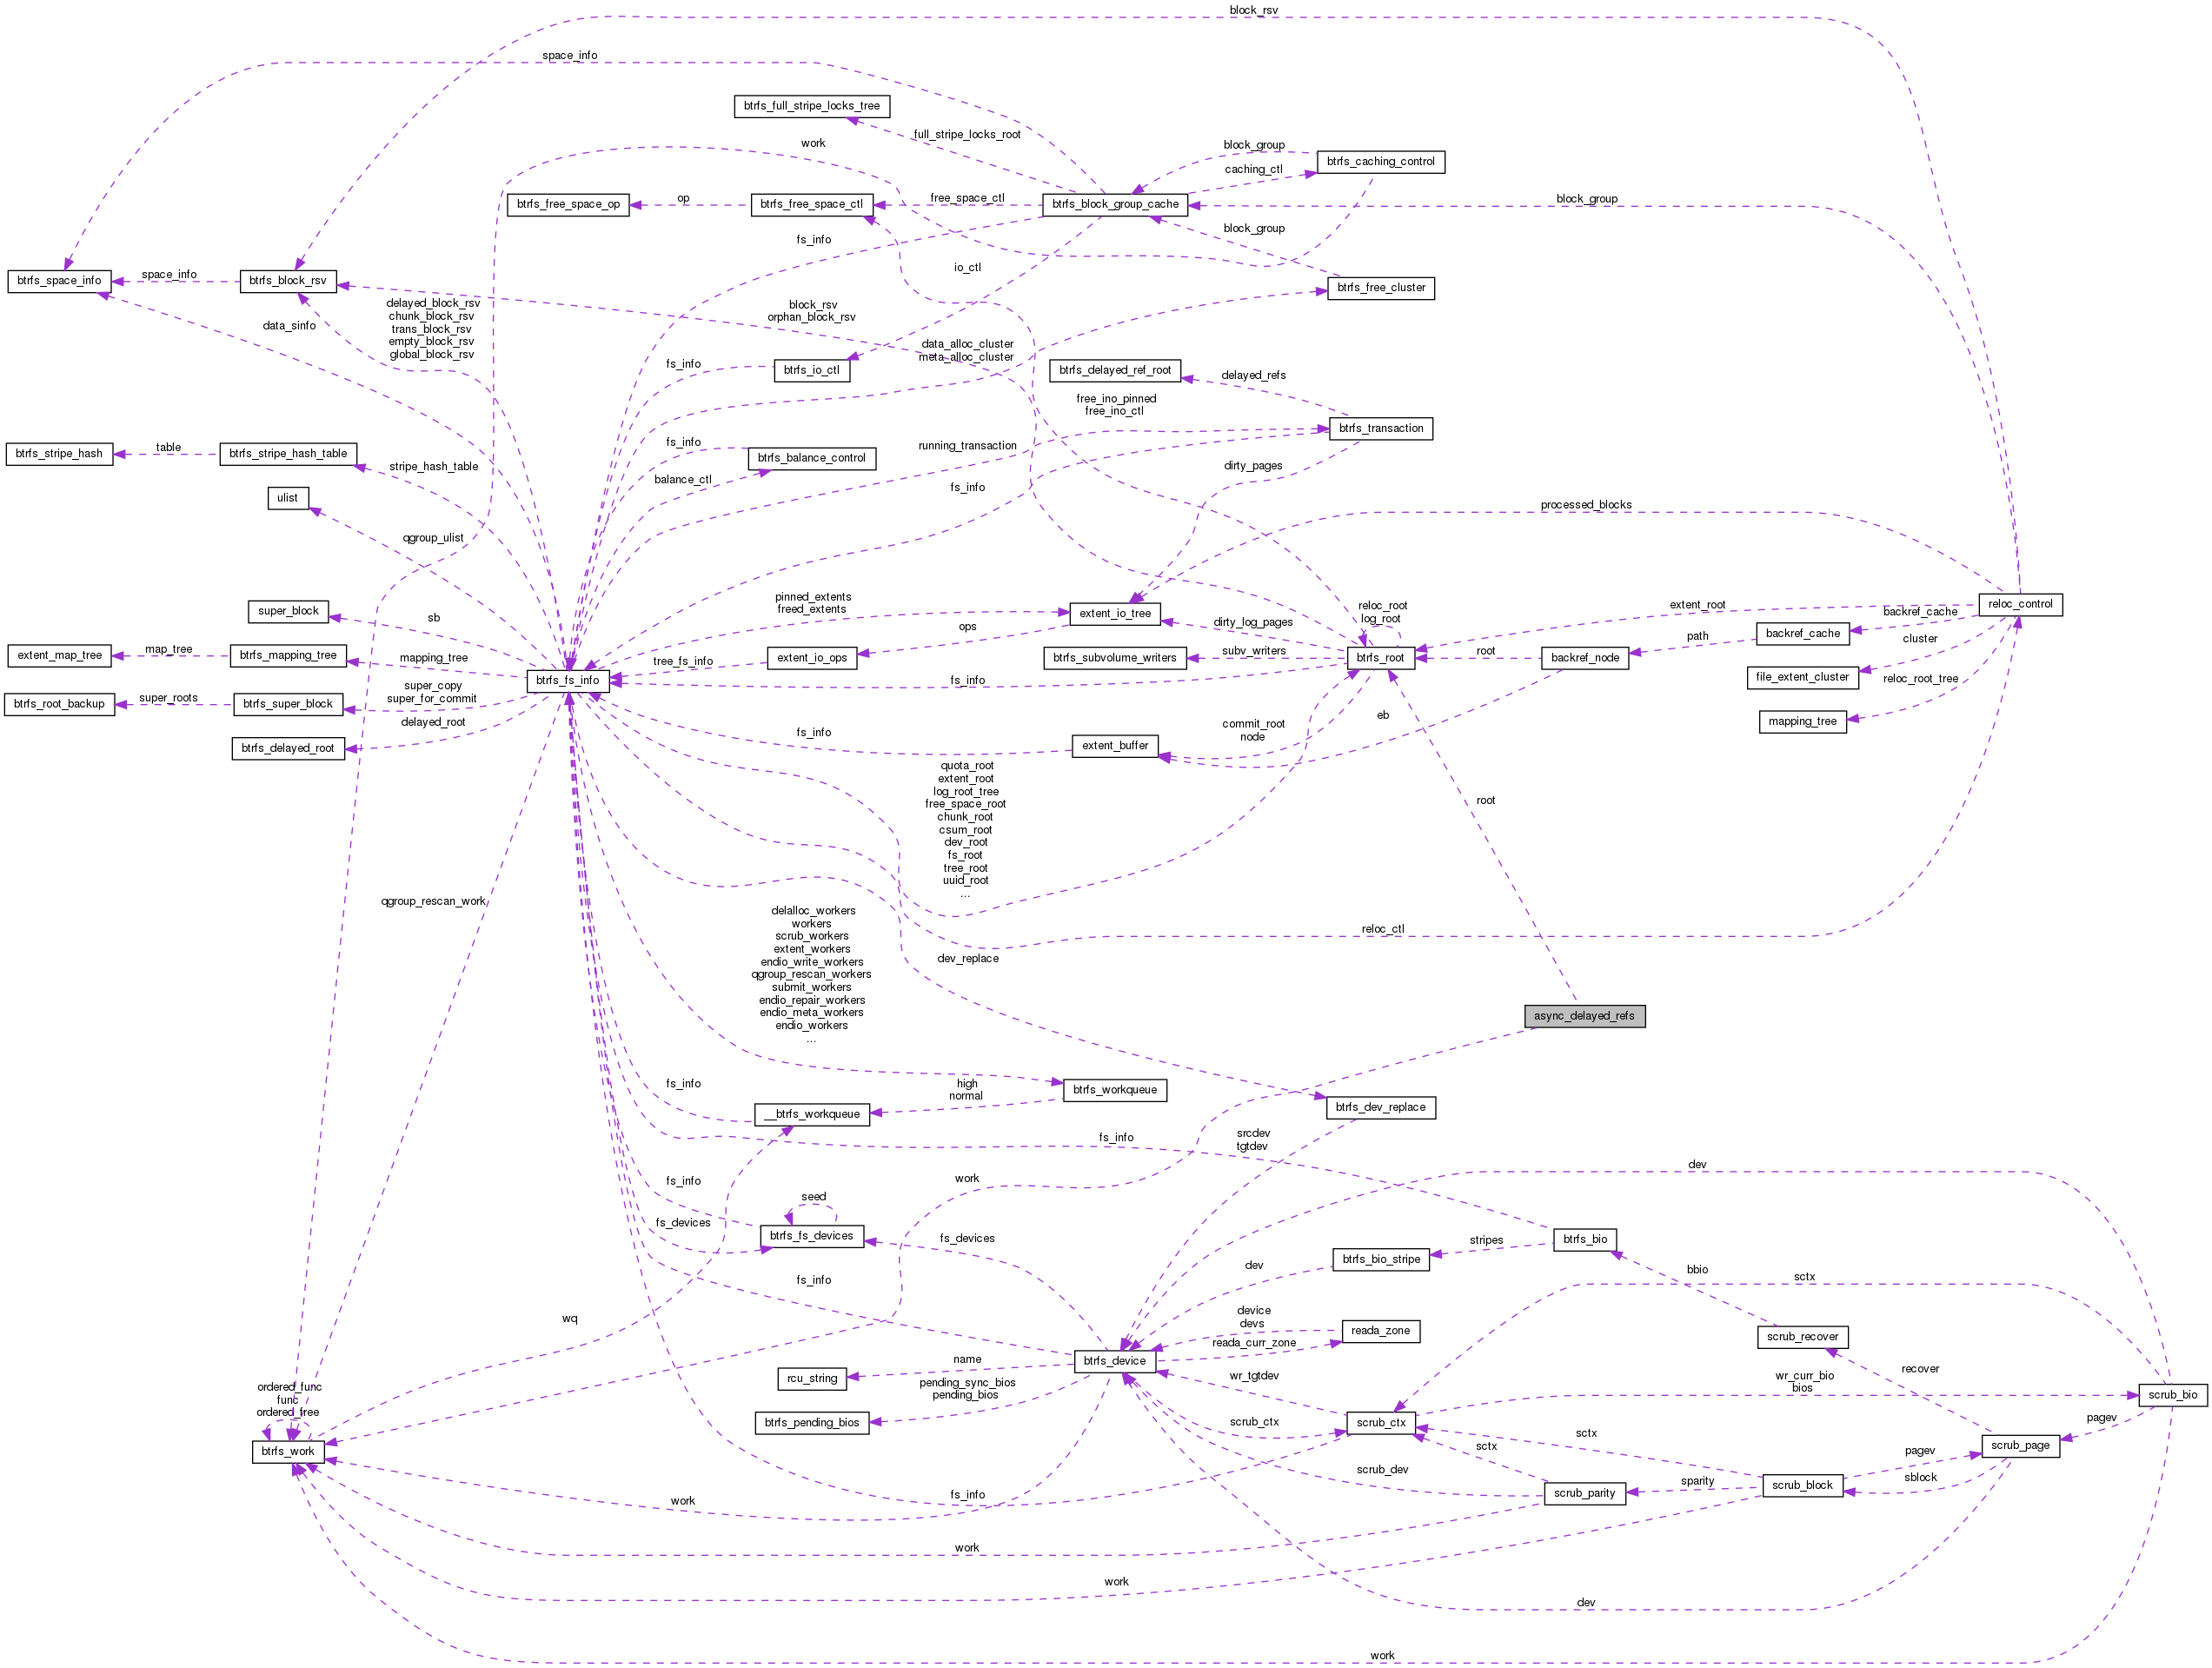 block_rsv
space_info
btrfs_full_stripe_locks_tree
full_stripe_locks_root
work
block_group
btrfs_caching_control
caching_ctl
btrfs_free_space_op
op
btrfs_free_space_ctl
free_space_ctl
btrfs_block_group_cache
block_group
block_group
fs_info
io_ctl
btrfs_space_info
space_info
btrfs_block_rsv
btrfs_free_cluster
delayed_block_rsv
chunk_block_rsv
trans_block_rsv
empty_block_rsv
global_block_rsv
data_sinfo
block_rsv
orphan_block_rsv
data_alloc_cluster
meta_alloc_cluster
fs_info
btrfs_io_ctl
btrfs_delayed_ref_root
delayed_refs
free_ino_pinned
free_ino_ctl
btrfs_transaction
btrfs_stripe_hash
table
btrfs_stripe_hash_table
stripe_hash_table
fs_info
btrfs_balance_control
running_transaction
balance_ctl
dirty_pages
fs_info
ulist
qgroup_ulist
processed_blocks
super_block
sb
pinned_extents
freed_extents
extent_io_tree
ops
dirty_log_pages
reloc_root
log_root
extent_root
reloc_control
backref_cache
backref_cache
path
cluster
extent_map_tree
map_tree
btrfs_mapping_tree
mapping_tree
btrfs_fs_info
tree_fs_info
extent_io_ops
btrfs_subvolume_writers
subv_writers
btrfs_root
root
backref_node
file_extent_cluster
reloc_root_tree
fs_info
btrfs_root_backup
super_roots
btrfs_super_block
super_copy
super_for_commit
mapping_tree
btrfs_delayed_root
delayed_root
fs_info
extent_buffer
commit_root
node
eb
quota_root
extent_root
log_root_tree
free_space_root
chunk_root
csum_root
dev_root
fs_root
tree_root
uuid_root
...
root
qgroup_rescan_work
delalloc_workers
workers
scrub_workers
extent_workers
endio_write_workers
qgroup_rescan_workers
submit_workers
endio_repair_workers
endio_meta_workers
endio_workers
...
reloc_ctl
dev_replace
async_delayed_refs
fs_info
__btrfs_workqueue
high
normal
btrfs_workqueue
btrfs_dev_replace
fs_info
srcdev
tgtdev
dev
fs_info
work
seed
fs_devices
btrfs_fs_devices
fs_devices
btrfs_bio
stripes
btrfs_bio_stripe
dev
bbio
sctx
fs_info
wq
device
devs
reada_zone
reada_curr_zone
scrub_recover
btrfs_device
name
rcu_string
recover
pending_sync_bios
pending_bios
btrfs_pending_bios
wr_tgtdev
wr_curr_bio
bios
scrub_bio
ordered_func
func
ordered_free
btrfs_work
scrub_ctx
scrub_ctx
sctx
sctx
pagev
scrub_page
pagev
sblock
scrub_dev
sparity
scrub_block
scrub_parity
work
fs_info
work
work
dev
work